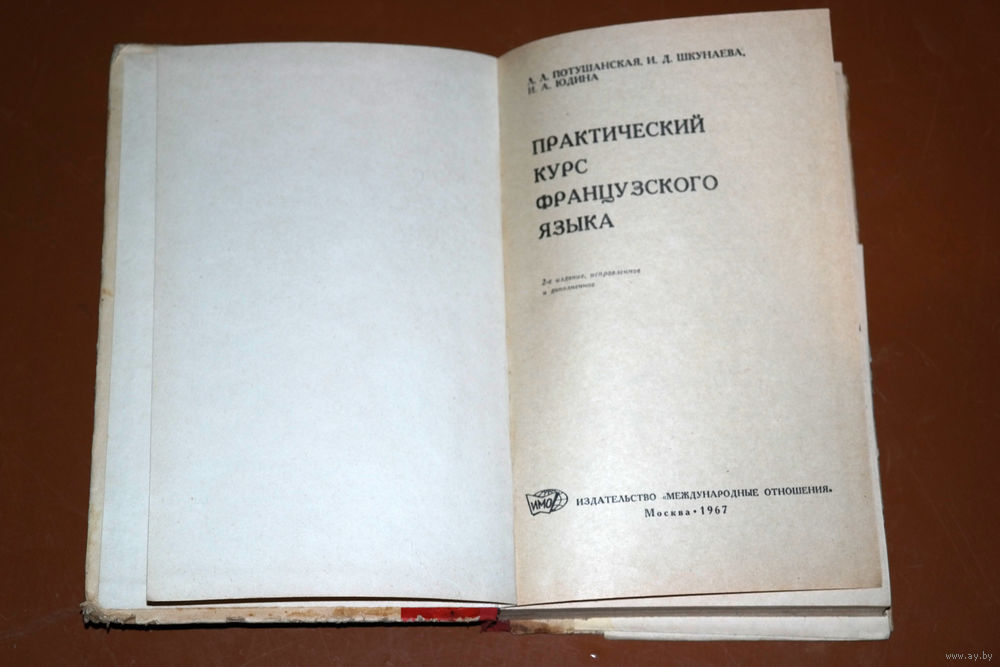 Л. Л. ПОТУШАНСКАЯ, И. Д. ШКУНАЕВА,
И. А. ЮДИНА
ПРАКТИЧЕСКИЙ
КУРС
ФРАНЦУЗСКОГО
ЯЗЫКА
2-е издание, исправленное
и дополненное
ИМО
ИЗДАТЕЛЬСТВО «МЕЖДУНАРОДНЫЕ ОТНОШЕНИЯ»
Москва • 1967
www.ay.by